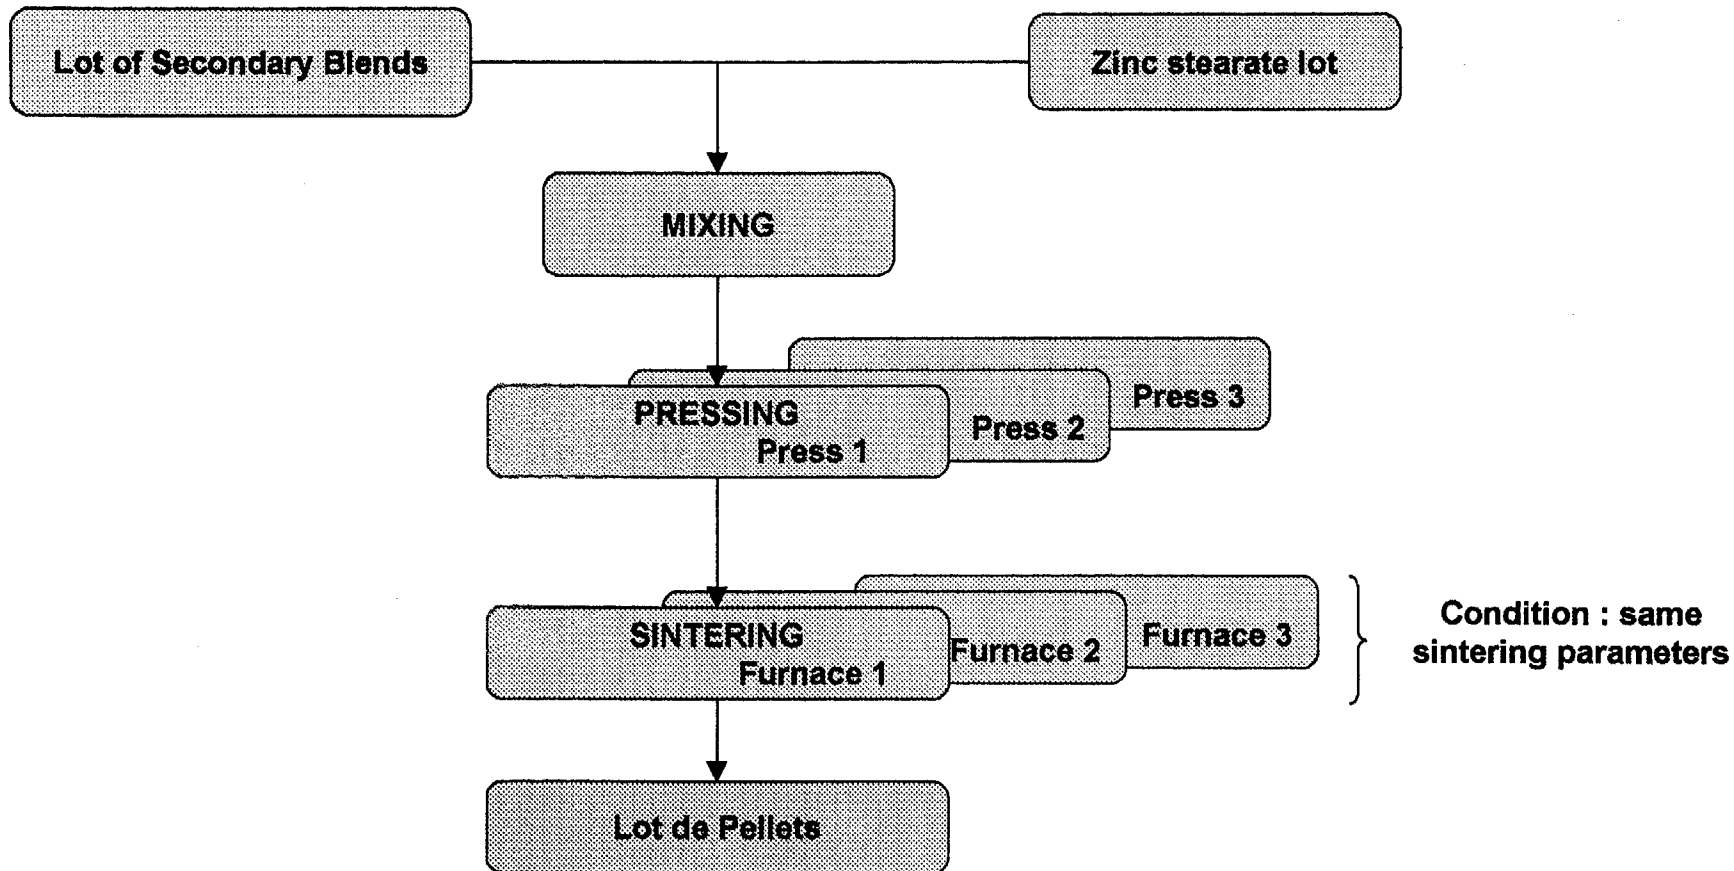 Lot of Secondary Blends
Zinc stearate lot
MIXING
PRESSING
Press 1
Press 2
Press 3
SINTERING
Furnace 1
Furnace 2
Furnace 3
Condition : same
sintering parameters
Lot de Pellets